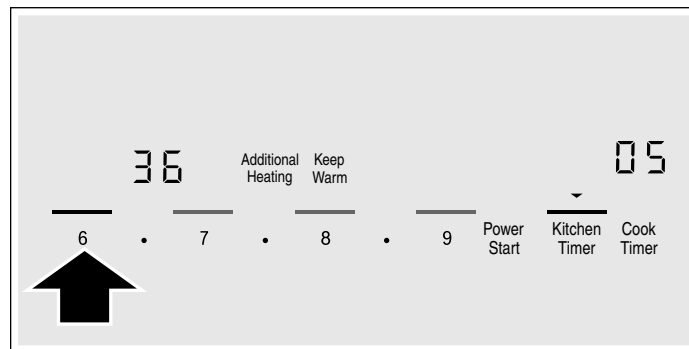 36 Additional Heating Keep Warm 05
6 . 7 . 8 . 9 Power Start Kitchen Timer Cook Timer